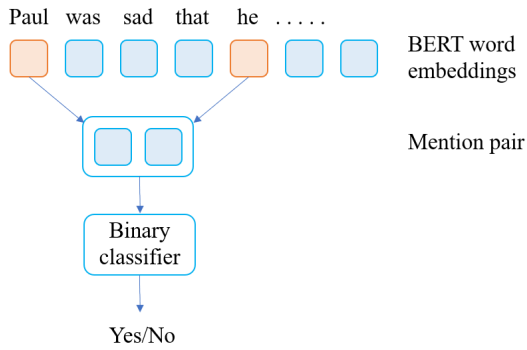 Paul was sad that he . . . . .
BERT word
embeddings
Mention pair
Binary
classifier
Yes/No